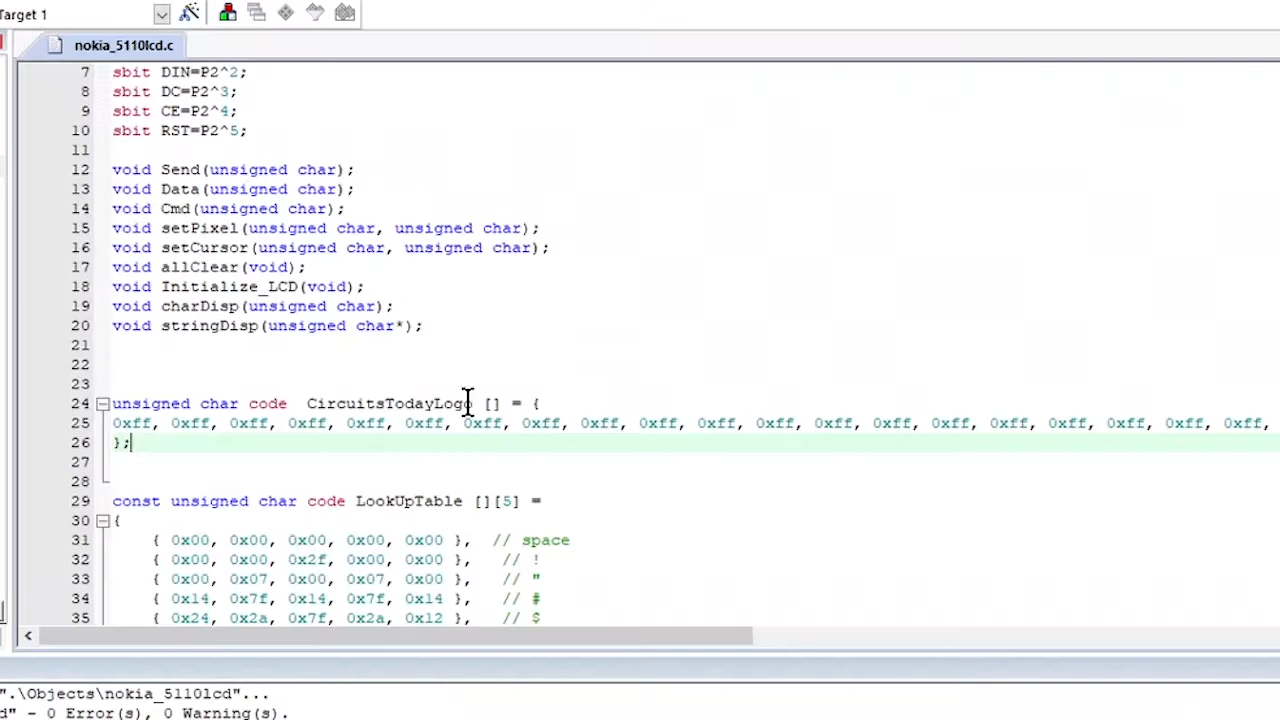 Target 1
nokia_5110lcd.c
7 sbit DIN=P2^2;
8 sbit DC=P2^3;
9 sbit CE=P2^4;
10 sbit RST=P2^5;
11
12 void Send(unsigned char);
13 void Data(unsigned char);
14 void Cmd(unsigned char);
15 void setPixel(unsigned char, unsigned char);
16 void setCursor(unsigned char, unsigned char);
17 void allClear(void);
18 void Initialize_LCD(void);
19 void charDisp(unsigned char);
20 void stringDisp(unsigned char*);
21
22
23
24 unsigned char code  CircuitsTodayLogo [] = {
25 0xff, 0xff, 0xff, 0xff, 0xff, 0xff, 0xff, 0xff, 0xff, 0xff, 0xff, 0xff, 0xff, 0xff, 0xff, 0xff, 0xff, 0xff, 0xff, 0xff,
26 };
27
28
29 const unsigned char code LookUpTable [][5] =
30 {
31 { 0x00, 0x00, 0x00, 0x00, 0x00 },  // space
32 { 0x00, 0x00, 0x2f, 0x00, 0x00 },   // !
33 { 0x00, 0x07, 0x00, 0x07, 0x00 },   // "
34 { 0x14, 0x7f, 0x14, 0x7f, 0x14 },   // #
35 { 0x24, 0x2a, 0x7f, 0x2a, 0x12 },   // $
".\Objects\nokia_5110lcd"...
d" - 0 Error(s), 0 Warning(s).